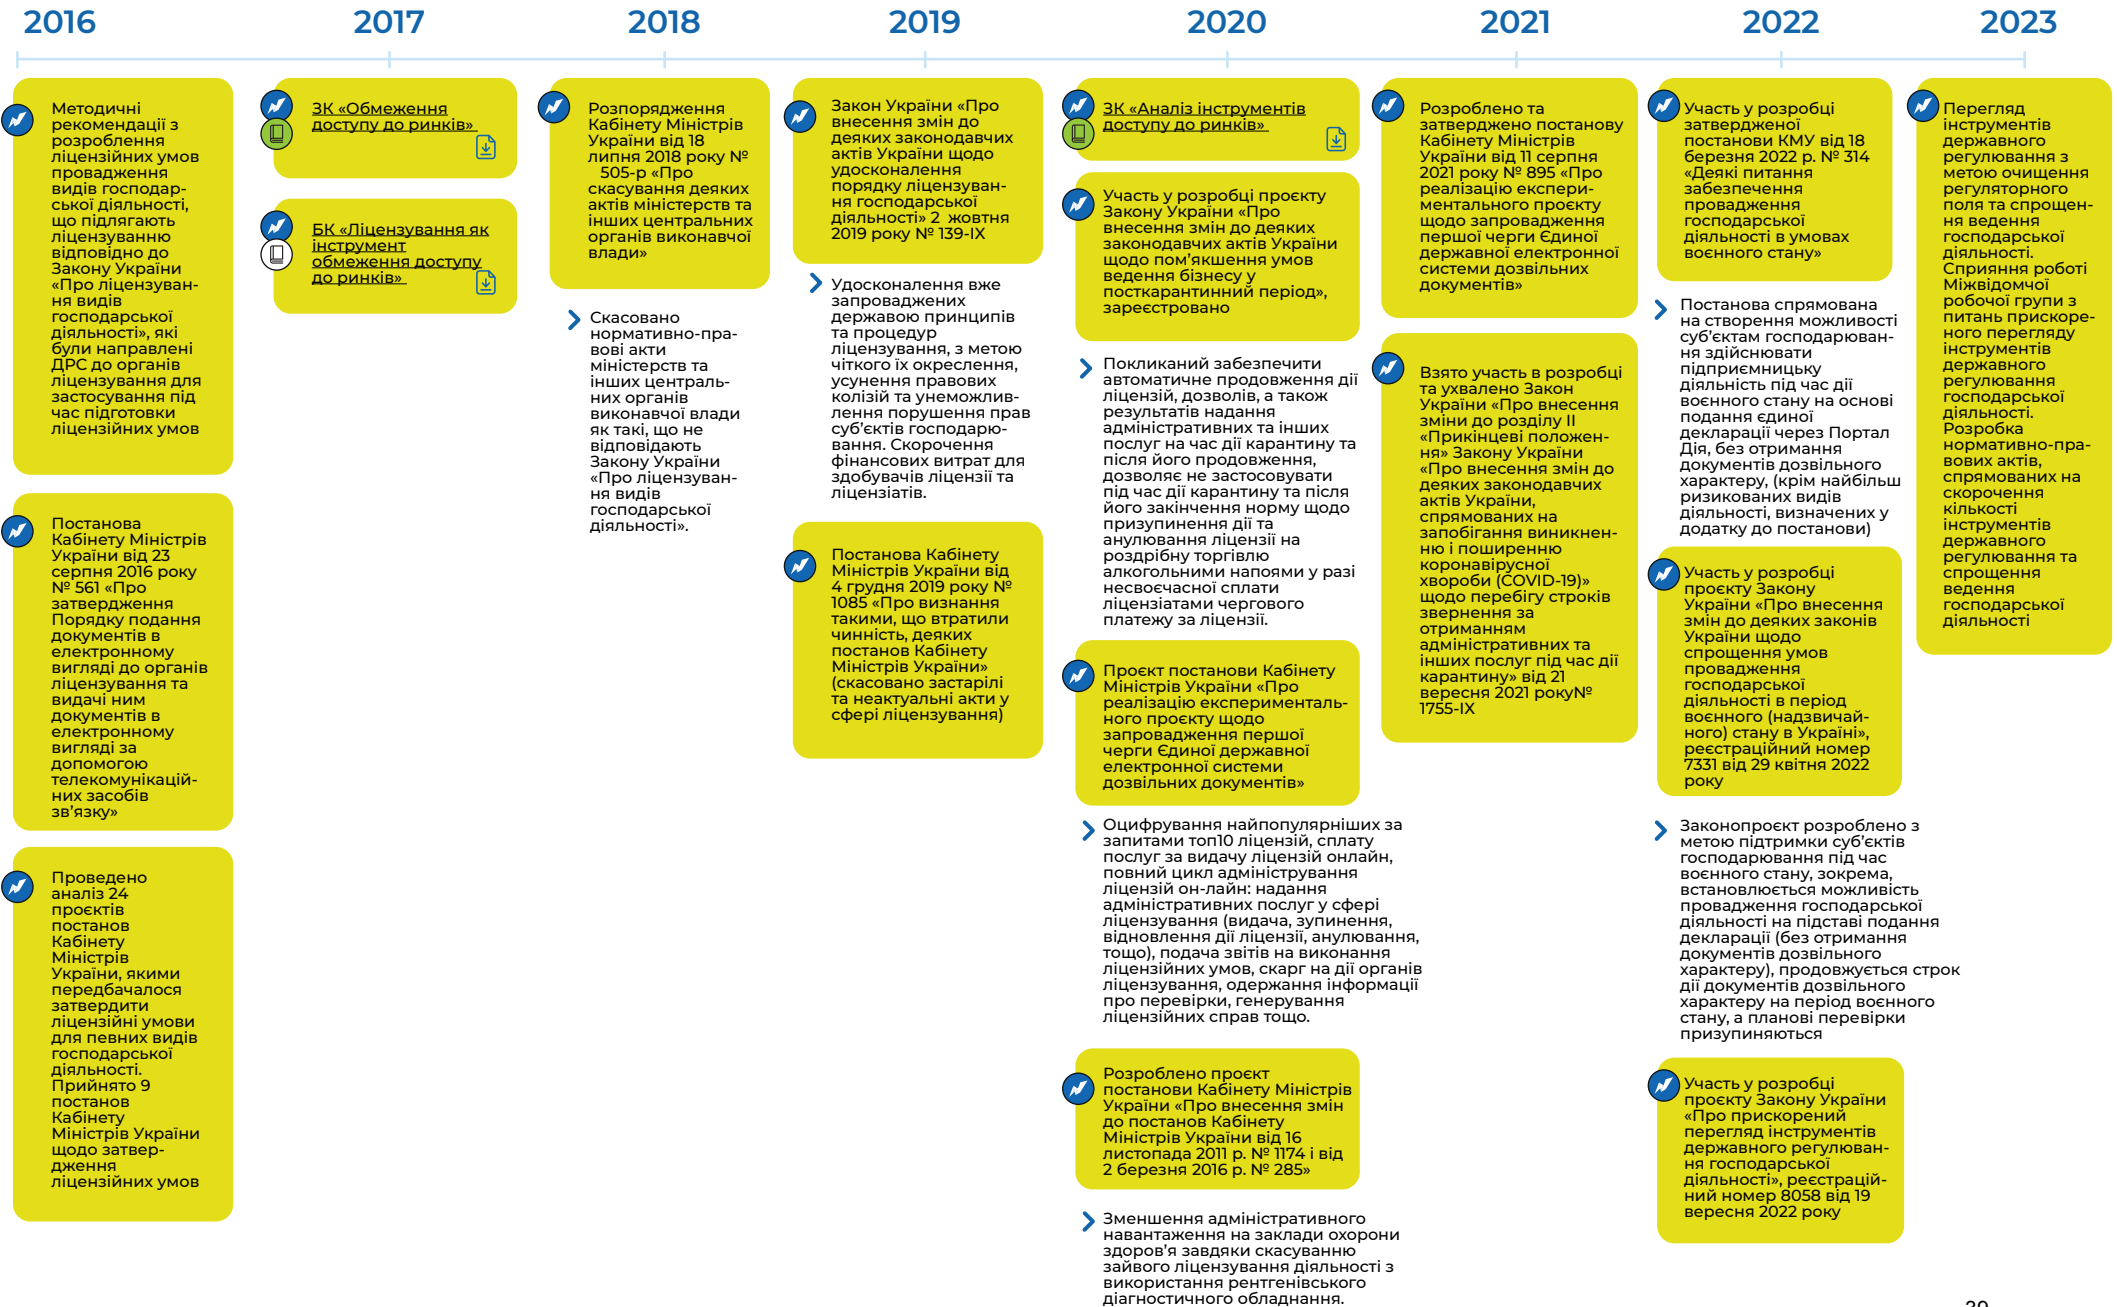 2016
2017
2018
2019
2020
2021
2022
2023
Методичні
рекомендації з
розроблення
ліцензійних умов
провадження
видів господар-
ської діяльності,
що підлягають
ліцензуванню
відповідно до
Закону України
«Про ліцензуван-
ня видів
господарської
діяльності», які
були направлені
ДРС до органів
ліцензування для
застосування під
час підготовки
ліцензійних умов
Постанова
Кабінету Міністрів
України від 23
серпня 2016 року
№ 561 «Про
затвердження
Порядку подання
документів в
електронному
вигляді до органів
ліцензування та
видачі ним
документів в
електронному
вигляді за
допомогою
телекомунікацій-
них засобів
зв’язку»
Проведено
аналіз 24
проєктів
постанов
Кабінету
Міністрів
України, якими
передбачалося
затвердити
ліцензійні умови
для певних видів
господарської
діяльності.
Прийнято 9
постанов
Кабінету
Міністрів України
щодо затвер-
дження
ліцензійних умов
ЗК «Обмеження
доступу до ринків»
БК «Ліцензування як
інструмент
обмеження доступу
до ринків»
Розпорядження
Кабінету Міністрів
України від 18
липня 2018 року №
505-р «Про
скасування деяких
актів міністерств та
інших центральних
органів виконавчої
влади»
Скасовано
нормативно-пра-
вові акти
міністерств та
інших централь-
них органів
виконавчої влади
як такі, що не
відповідають
Закону України
«Про ліцензуван-
ня видів
господарської
діяльності».
Закон України «Про
внесення змін до
деяких законодавчих
актів України щодо
удосконалення
порядку ліцензуван-
ня господарської
діяльності» 2 жовтня
2019 року № 139-IX
Удосконалення вже
запроваджених
державою принципів
та процедур
ліцензування, з метою
чіткого їх окреслення,
усунення правових
колізій та унеможлив-
лення порушення прав
суб’єктів господарю-
вання. Скорочення
фінансових витрат для
здобувачів ліцензії та
ліцензіатів.
Постанова Кабінету
Міністрів України від
4 грудня 2019 року №
1085 «Про визнання
такими, що втратили
чинність, деяких
постанов Кабінету
Міністрів України»
(скасовано застарілі
та неактуальні акти у
сфері ліцензування)
ЗК «Аналіз інструментів
доступу до ринків»
Участь у розробці проєкту
Закону України «Про
внесення змін до деяких
законодавчих актів України
щодо пом’якшення умов
ведення бізнесу у
посткарантинний період»,
зареєстровано
Покликаний забезпечити
автоматичне продовження дії
ліцензій, дозволів, а також
результатів надання
адміністративних та інших
послуг на час дії карантину та
після його продовження,
дозволяє не застосовувати
під час дії карантину та після
його закінчення норму щодо
призупинення дії та
анулювання ліцензії на
роздрібну торгівлю
алкогольними напоями у разі
несвоєчасної сплати
ліцензіатами чергового
платежу за ліцензії.
Проєкт постанови Кабінету
Міністрів України «Про
реалізацію експерименталь-
ного проєкту щодо
запровадження першої
черги Єдиної державної
електронної системи
дозвільних документів»
Оцифрування найпопулярніших за
запитами топ10 ліцензій, сплату
послуг за видачу ліцензій онлайн,
повний цикл адміністрування
ліцензій он-лайн: надання
адміністративних послуг у сфері
ліцензування (видача, зупинення,
відновлення дії ліцензії, анулювання,
тощо), подача звітів на виконання
ліцензійних умов, скарг на дії органів
ліцензування, одержання інформації
про перевірки, генерування
ліцензійних справ тощо.
Розроблено проєкт
постанови Кабінету Міністрів
України «Про внесення змін
до постанов Кабінету
Міністрів України від 16
листопада 2011 р. № 1174 і від
2 березня 2016 р. № 285»
Зменшення адміністративного
навантаження на заклади охорони
здоров’я завдяки скасуванню
зайвого ліцензування діяльності з
використання рентгенівського
діагностичного обладнання.
Розроблено та
затверджено постанову
Кабінету Міністрів
України від 11 серпня
2021 року № 895 «Про
реалізацію експери-
ментального проєкту
щодо запровадження
першої черги Єдиної
державної електронної
системи дозвільних
документів»
Взято участь в розробці
та ухвалено Закон
України «Про внесення
зміни до розділу II
«Прикінцеві положен-
ня» Закону України
«Про внесення змін до
деяких законодавчих
актів України,
спрямованих на
запобігання виникнен-
ню і поширенню
коронавірусної
хвороби (COVID-19)»
щодо перебігу строків
звернення за
отриманням
адміністративних та
інших послуг під час дії
карантину» від 21
вересня 2021 року№
1755-IX
Участь у розробці
затвердженої
постанови КМУ від 18
березня 2022 р. № 314
«Деякі питання
забезпечення
провадження
господарської
діяльності в умовах
воєнного стану»
Постанова спрямована
на створення можливості
суб’єктам господарюван-
ня здійснювати
підприємницьку
діяльність під час дії
воєнного стану на основі
подання єдиної
декларації через Портал
Дія, без отримання
документів дозвільного
характеру, (крім найбільш
ризикованих видів
діяльності, визначених у
додатку до постанови)
Участь у розробці
проєкту Закону
України «Про внесення
змін до деяких законів
України щодо
спрощення умов
провадження
господарської
діяльності в період
воєнного (надзвичай-
ного) стану в Україні»,
реєстраційний номер
7331 від 29 квітня 2022
року
Законопроєкт розроблено з
метою підтримки суб’єктів
господарювання під час
воєнного стану, зокрема,
встановлюється можливість
провадження господарської
діяльності на підставі подання
декларації (без отримання
документів дозвільного
характеру), продовжується строк
дії документів дозвільного
характеру на період воєнного
стану, а планові перевірки
призупиняються
Участь у розробці
проєкту Закону України
«Про прискорений
перегляд інструментів
державного регулюван-
ня господарської
діяльності», реєстрацій-
ний номер 8058 від 19
вересня 2022 року
Перегляд
інструментів
державного
регулювання з
метою очищення
регуляторного
поля та спрощен-
ня ведення
господарської
діяльності.
Сприяння роботі
Міжвідомчої
робочої групи з
питань прискоре-
ного перегляду
інструментів
державного
регулювання
господарської
діяльності.
Розробка
нормативно-пра-
вових актів,
спрямованих на
скорочення
кількості
інструментів
державного
регулювання та
спрощення
ведення
господарської
діяльності